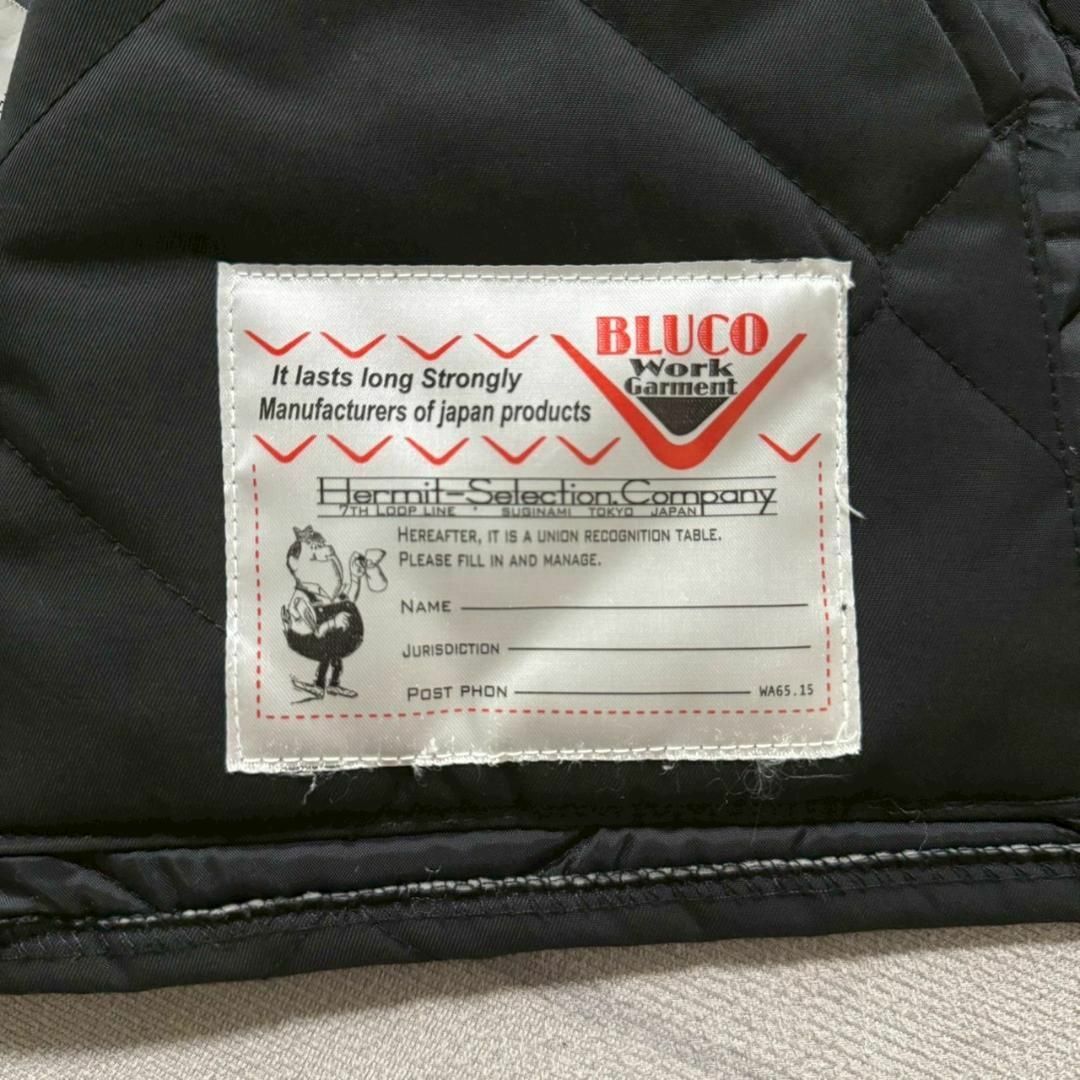 BLUCO
Work
Garment
It lasts long Strongly
Manufacturers of japan products
Hermit-Selection.Company
7TH LOOP LINE * SUGINAMI TOKYO JAPAN
HEREAFTER, IT IS A UNION RECOGNITION TABLE.
PLEASE FILL IN AND MANAGE.
NAME
JURISDICTION
POST PHON
WA65.15